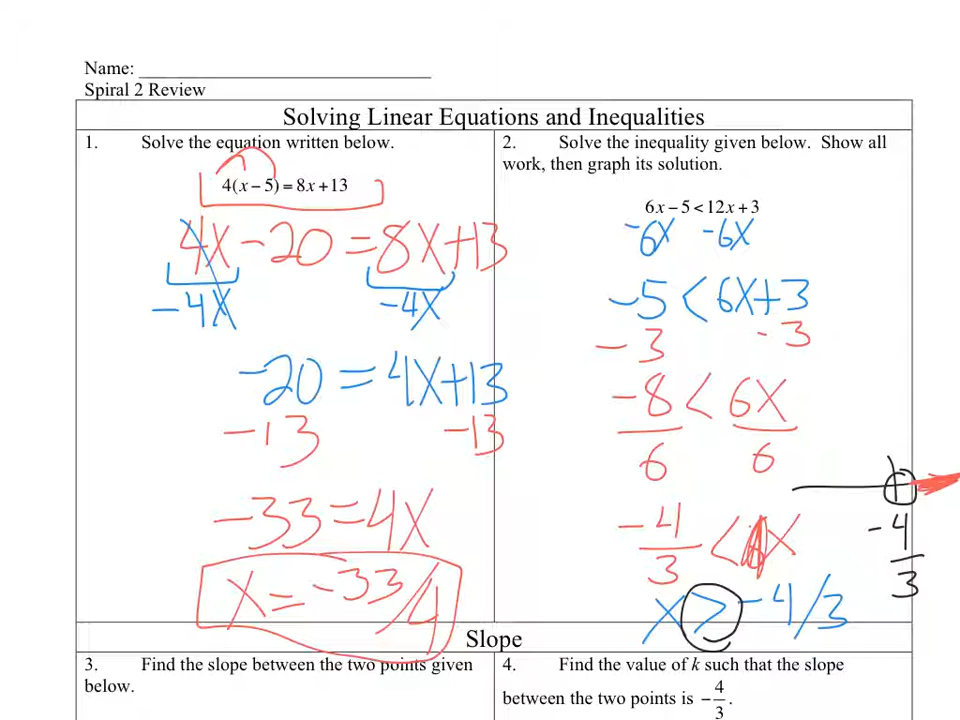 Name: ____________________________
Spiral 2 Review
Solving Linear Equations and Inequalities
1. Solve the equation written below.
4(x − 5) = 8x + 13
4X - 20 = 8X + 13
- 4X - 4X
-20 = 4X + 13
- 13 - 13
- 33 = 4X
X = -33/4
2. Solve the inequality given below. Show all
work, then graph its solution.
6x − 5 < 12x + 3
-6X -6X
-5 < 6X + 3
- 3 - 3
-8 < 6X
6 6
-4/3 < X
X > -4/3
-4/3
Slope
3. Find the slope between the two points given
below.
4. Find the value of k such that the slope
between the two points is −4/3.